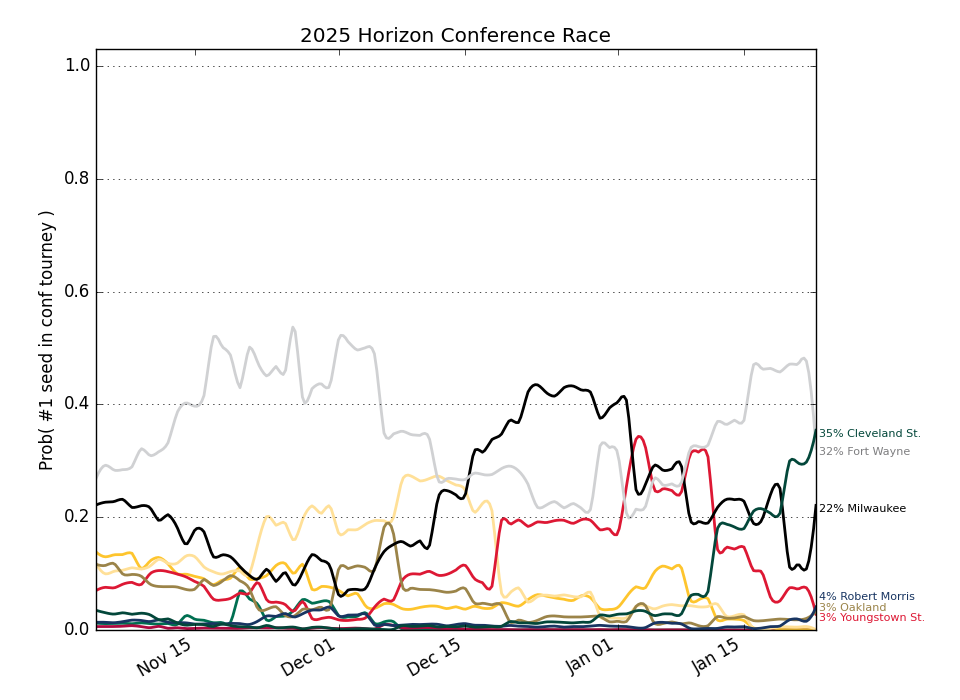 2025 Horizon Conference Race
Prob( #1 seed in conf tourney )
1.0
0.8
0.6
0.4
0.2
0.0
Nov 15
Dec 01
Dec 15
Jan 01
Jan 15
35% Cleveland St.
32% Fort Wayne
22% Milwaukee
4% Robert Morris
3% Oakland
3% Youngstown St.